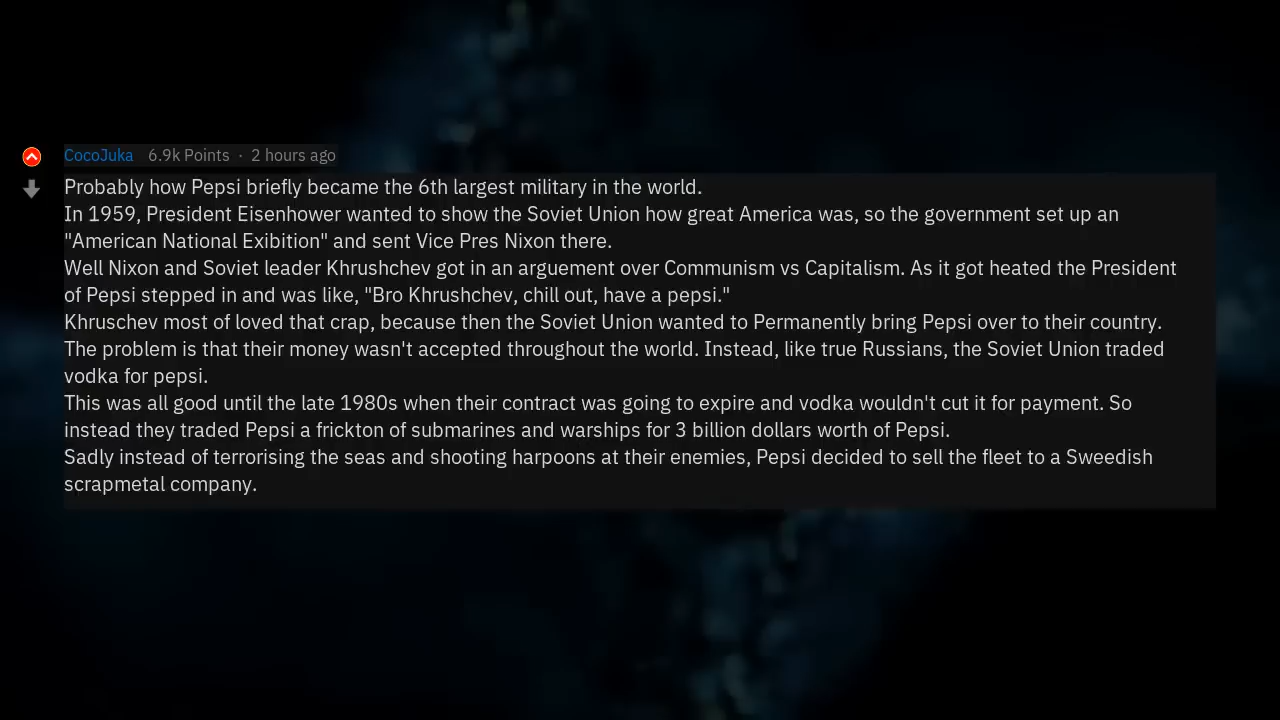 CocoJuka 6.9k Points · 2 hours ago
Probably how Pepsi briefly became the 6th largest military in the world.
In 1959, President Eisenhower wanted to show the Soviet Union how great America was, so the government set up an
"American National Exibition" and sent Vice Pres Nixon there.
Well Nixon and Soviet leader Khrushchev got in an arguement over Communism vs Capitalism. As it got heated the President
of Pepsi stepped in and was like, "Bro Khrushchev, chill out, have a pepsi."
Khruschev most of loved that crap, because then the Soviet Union wanted to Permanently bring Pepsi over to their country.
The problem is that their money wasn't accepted throughout the world. Instead, like true Russians, the Soviet Union traded
vodka for pepsi.
This was all good until the late 1980s when their contract was going to expire and vodka wouldn't cut it for payment. So
instead they traded Pepsi a frickton of submarines and warships for 3 billion dollars worth of Pepsi.
Sadly instead of terrorising the seas and shooting harpoons at their enemies, Pepsi decided to sell the fleet to a Sweedish
scrapmetal company.